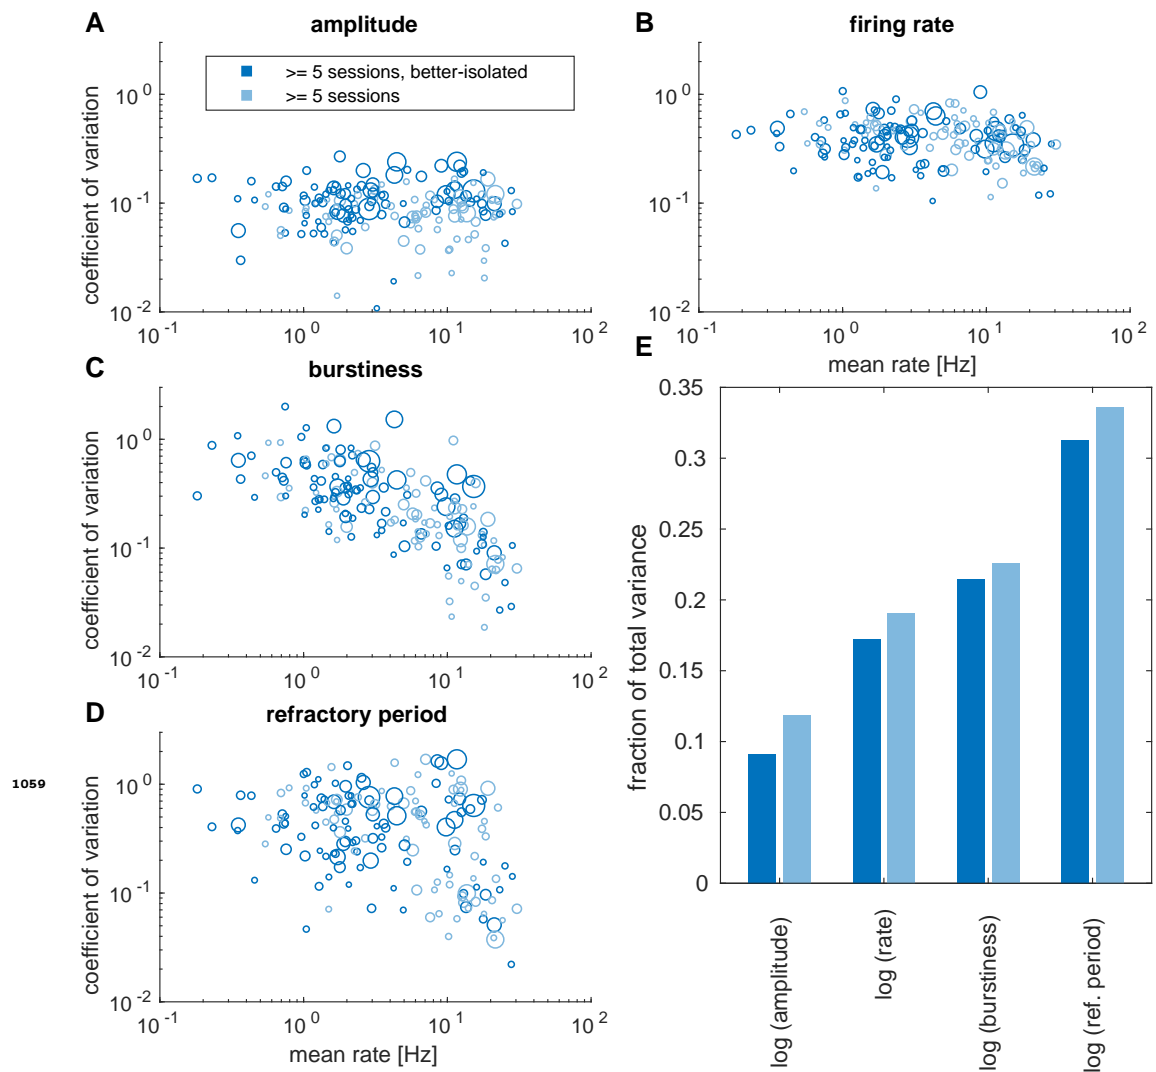 A
amplitude
>= 5 sessions, better-isolated
>= 5 sessions
coefficient of variation
10^0
10^-1
10^-2
10^-1
10^0
10^1
10^2
B
firing rate
10^0
10^-1
10^-2
10^-1
10^0
10^1
10^2
mean rate [Hz]
C
burstiness
coefficient of variation
10^0
10^-1
10^-2
10^-1
10^0
10^1
10^2
D
refractory period
coefficient of variation
10^0
10^-1
10^-2
10^-1
10^0
10^1
10^2
mean rate [Hz]
E
fraction of total variance
0.35
0.3
0.25
0.2
0.15
0.1
0.05
0
log (amplitude)
log (rate)
log (burstiness)
log (ref. period)
1059